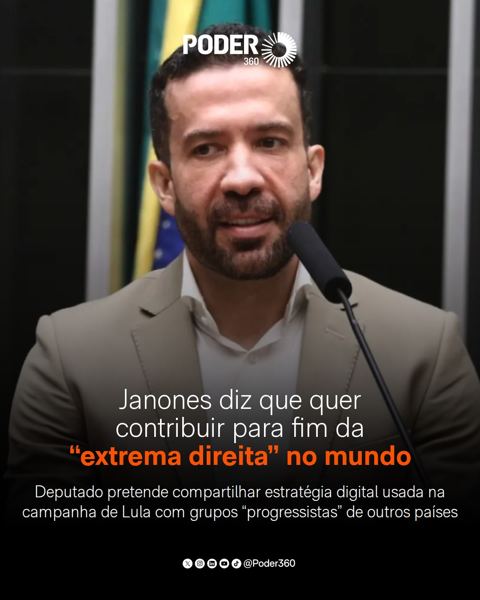 PODER
360
Janones diz que quer
contribuir para fim da
“extrema direita” no mundo
Deputado pretende compartilhar estratégia digital usada na
campanha de Lula com grupos “progressistas” de outros países
@Poder360